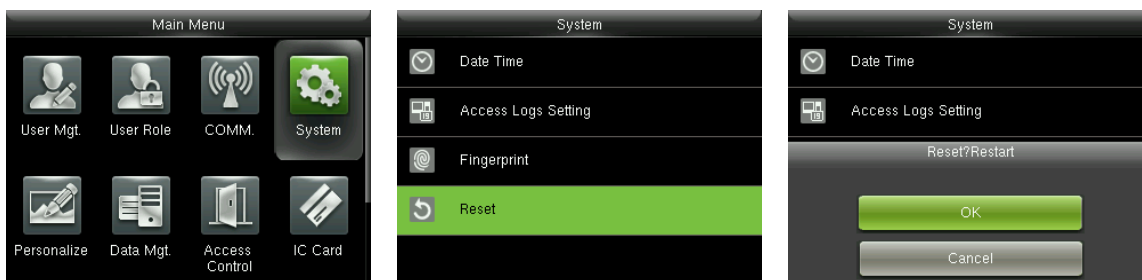 Main Menu
User Mgt.
User Role
COMM.
System
Personalize
Data Mgt.
Access
Control
IC Card
System
Date Time
Access Logs Setting
Fingerprint
Reset
System
Date Time
Access Logs Setting
Reset?Restart
OK
Cancel